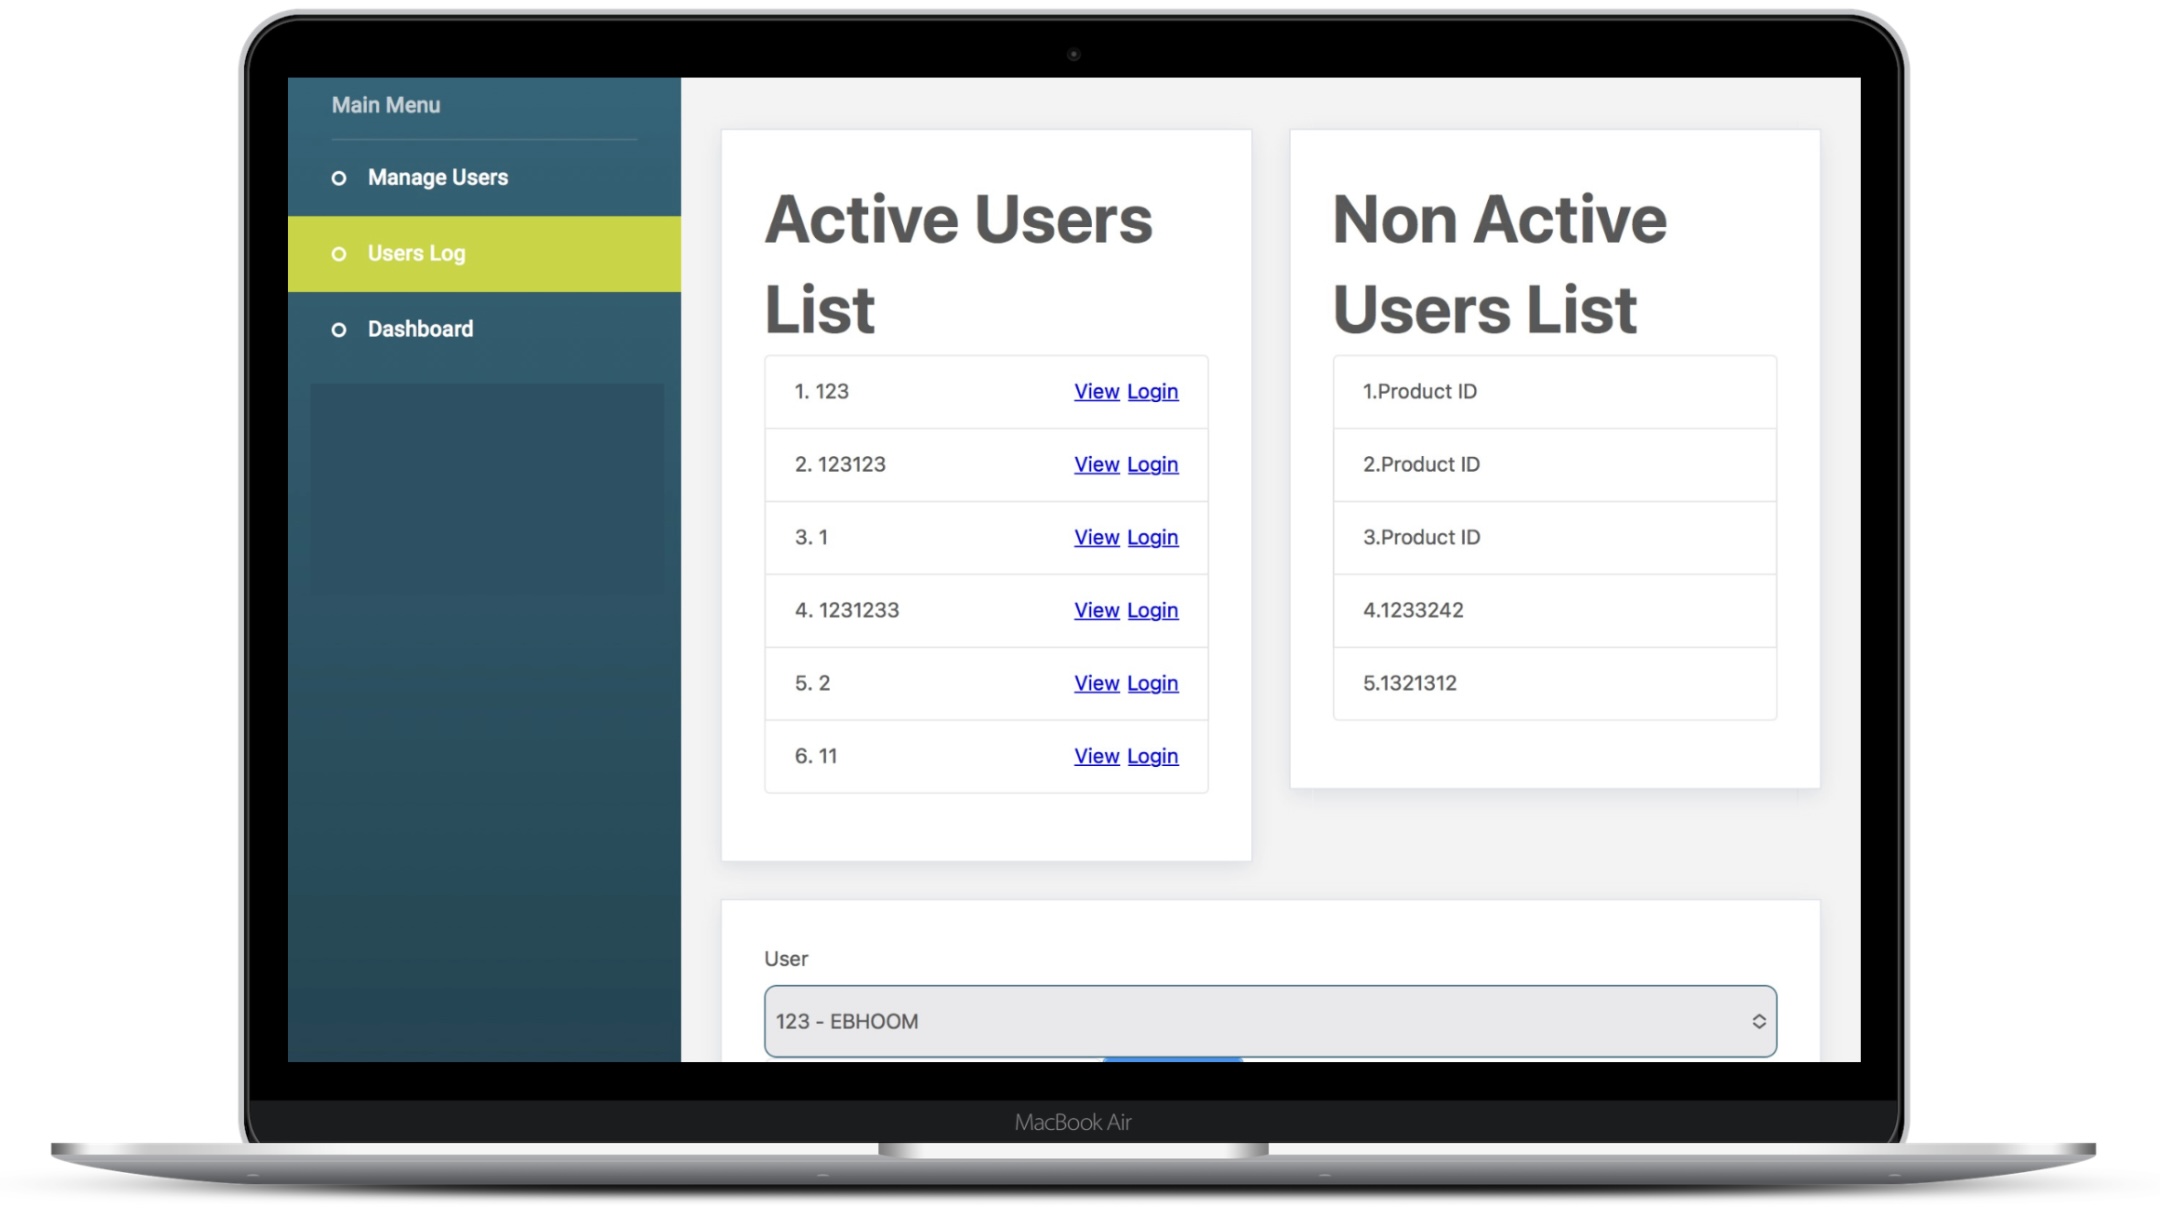 Main Menu
Manage Users
Users Log
Dashboard
Active Users
List
1. 123 View Login
2. 123123 View Login
3. 1 View Login
4. 1231233 View Login
5. 2 View Login
6. 11 View Login
Non Active
Users List
1.Product ID
2.Product ID
3.Product ID
4.1233242
5.1321312
User
123 - EBHOOM
MacBook Air